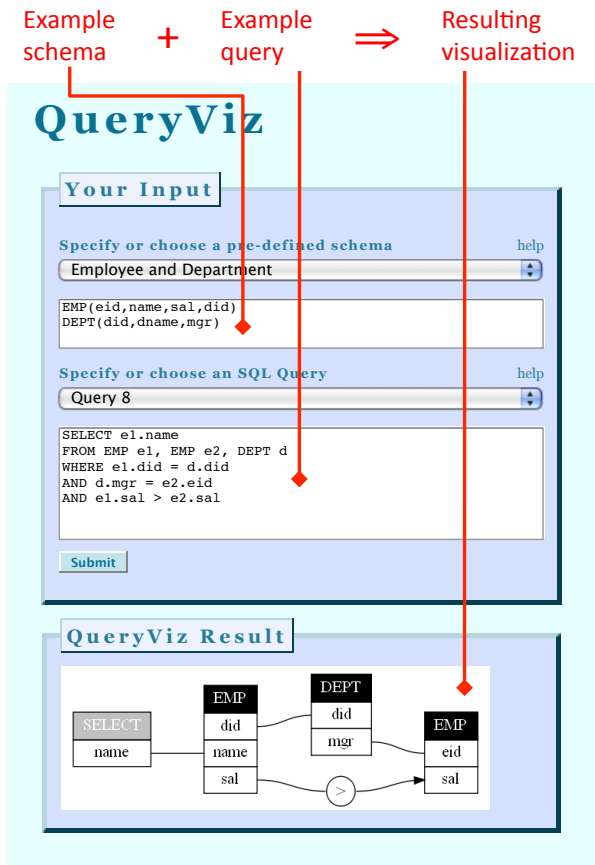 Example schema
+
Example query
⇒
Resulting visualization
QueryViz
Your Input
Specify or choose a pre-defined schema help
Employee and Department
EMP(eid,name,sal,did)
DEPT(did,dname,mgr)
Specify or choose an SQL Query help
Query 8
SELECT e1.name
FROM EMP e1, EMP e2, DEPT d
WHERE e1.did = d.did
AND d.mgr = e2.eid
AND e1.sal > e2.sal
Submit
QueryViz Result
SELECT
name
EMP
did
name
sal
DEPT
did
mgr
>
EMP
eid
sal